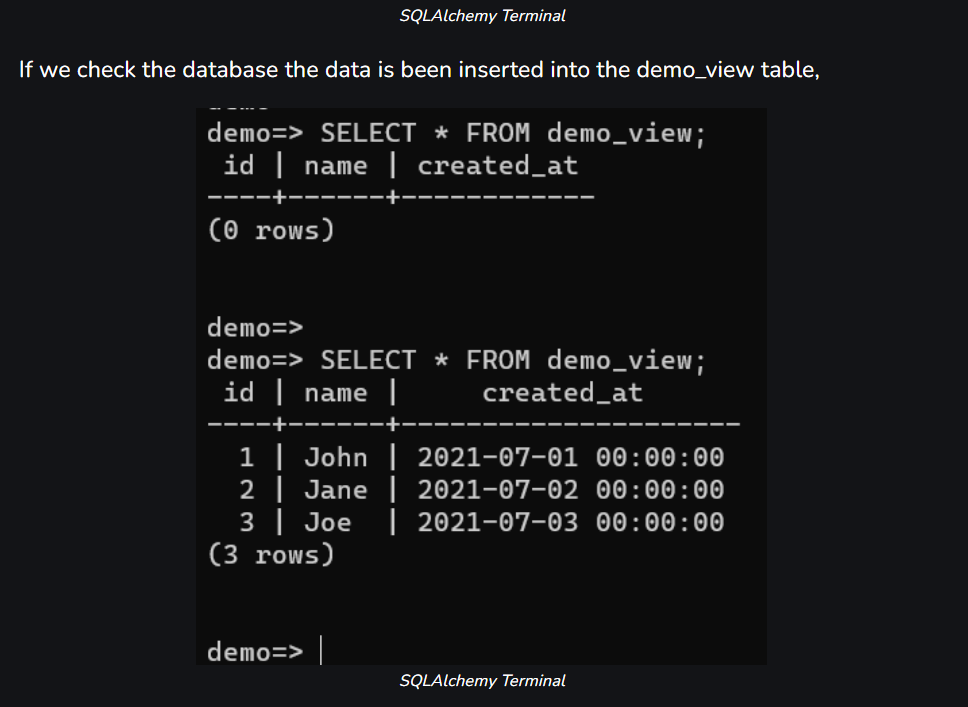 SQLAlchemy Terminal
If we check the database the data is been inserted into the demo_view table,
demo=> SELECT * FROM demo_view;
 id | name | created_at
----+------+------------
(0 rows)
demo=>
demo=> SELECT * FROM demo_view;
 id | name |     created_at
----+------+---------------------
  1 | John | 2021-07-01 00:00:00
  2 | Jane | 2021-07-02 00:00:00
  3 | Joe  | 2021-07-03 00:00:00
(3 rows)
demo=>
SQLAlchemy Terminal